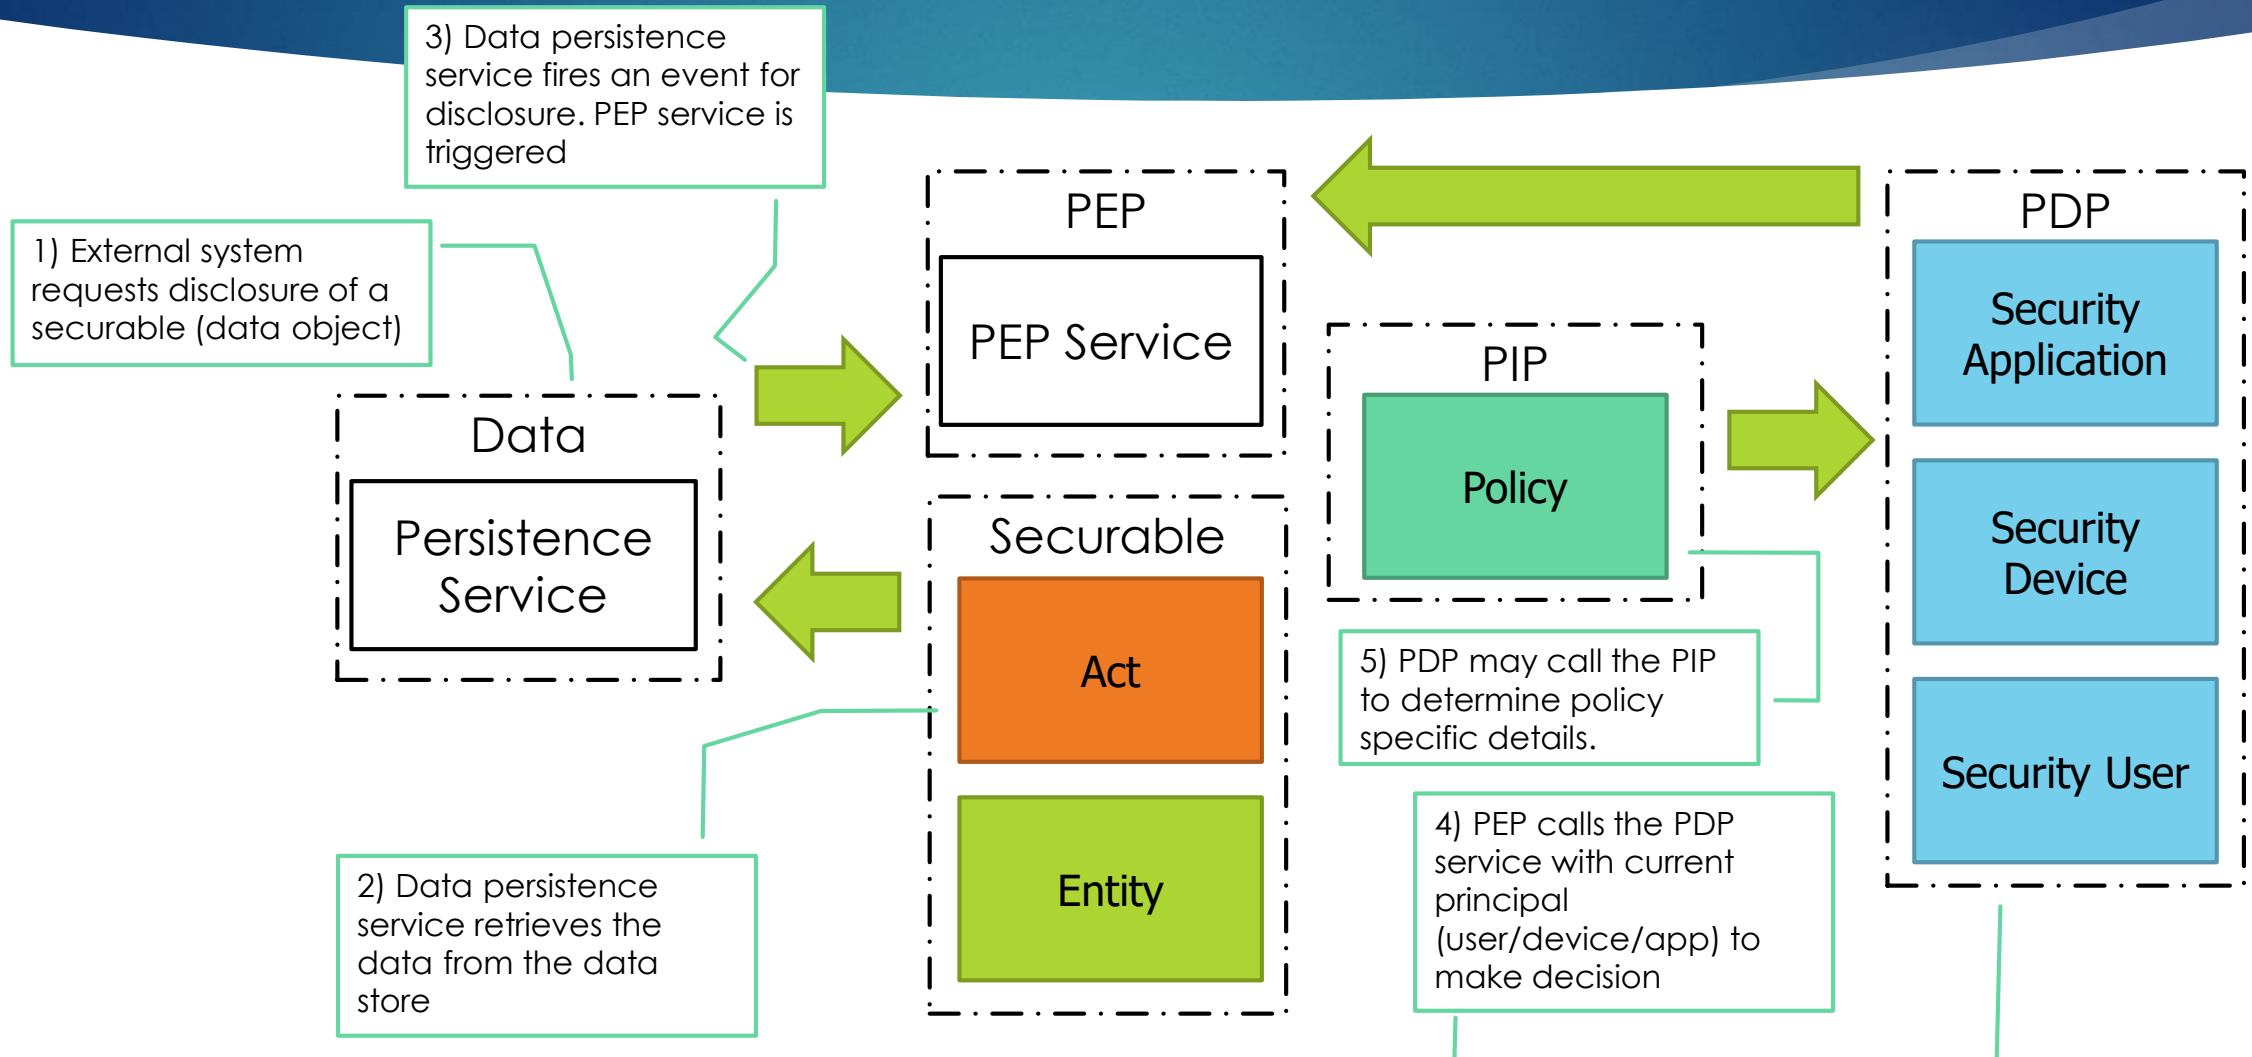 3) Data persistence
service fires an event for
disclosure. PEP service is
triggered
1) External system
requests disclosure of a
securable (data object)
Data
Persistence
Service
PEP
PEP Service
Securable
Act
Entity
2) Data persistence
service retrieves the
data from the data
store
PIP
Policy
5) PDP may call the PIP
to determine policy
specific details.
4) PEP calls the PDP
service with current
principal
(user/device/app) to
make decision
PDP
Security
Application
Security
Device
Security User